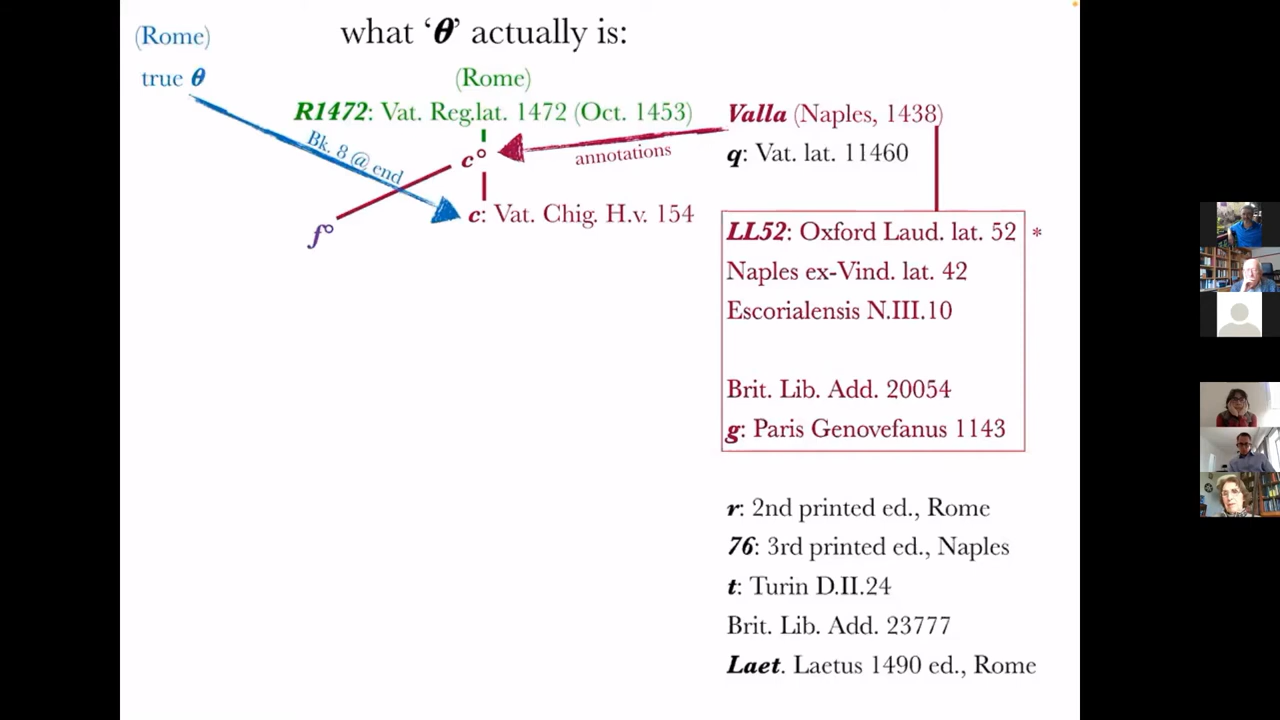 what ‘θ’ actually is:
(Rome)
true θ
Bk. 8 @ end
(Rome)
R1472: Vat. Reg.lat. 1472 (Oct. 1453)
c°
annotations
c: Vat. Chig. H.v. 154
f°
Valla (Naples, 1438)
q: Vat. lat. 11460
LL52: Oxford Laud. lat. 52 *
Naples ex-Vind. lat. 42
Escorialensis N.III.10
Brit. Lib. Add. 20054
g: Paris Genovefanus 1143
r: 2nd printed ed., Rome
76: 3rd printed ed., Naples
t: Turin D.II.24
Brit. Lib. Add. 23777
Laet. Laetus 1490 ed., Rome